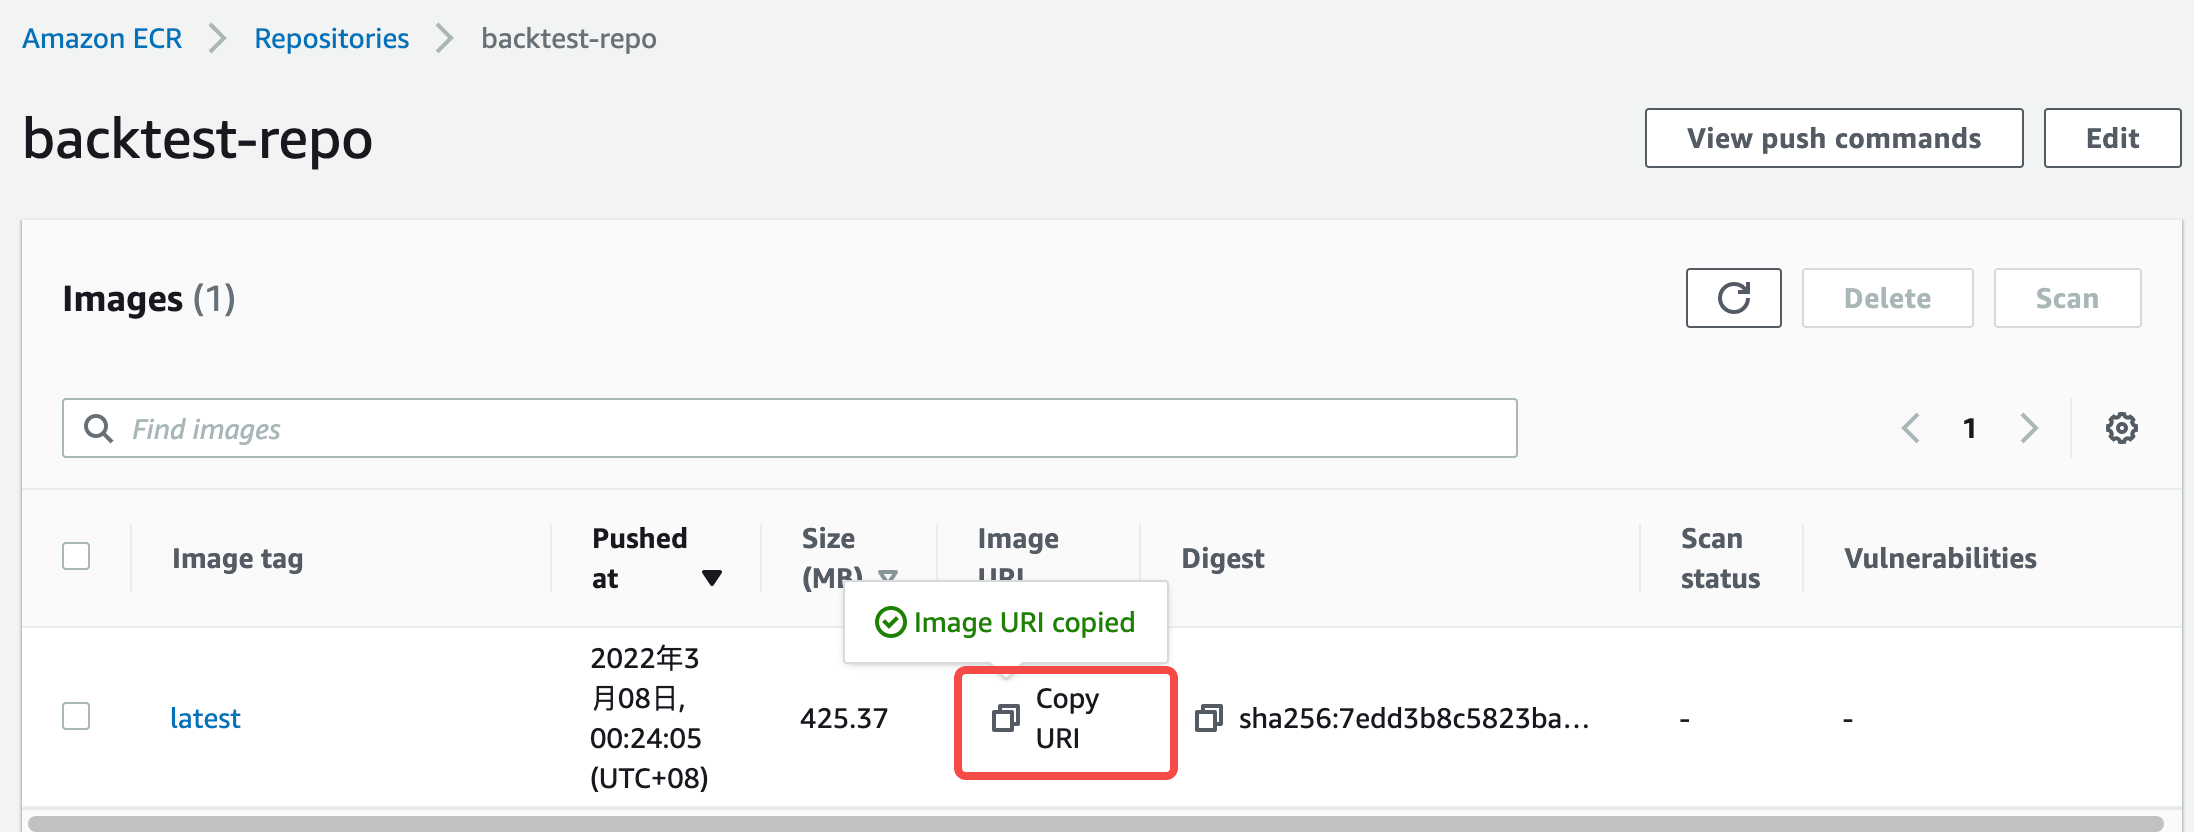 Amazon ECR > Repositories > backtest-repo
backtest-repo
View push commands
Edit
Images (1)
Delete
Scan
Find images
1
Image tag
Pushed
at
Size
(MB)
Image
URI
Digest
Scan
status
Vulnerabilities
Image URI copied
latest
2022年3
月08日,
00:24:05
(UTC+08)
425.37
Copy
URI
sha256:7edd3b8c5823ba...
-
-